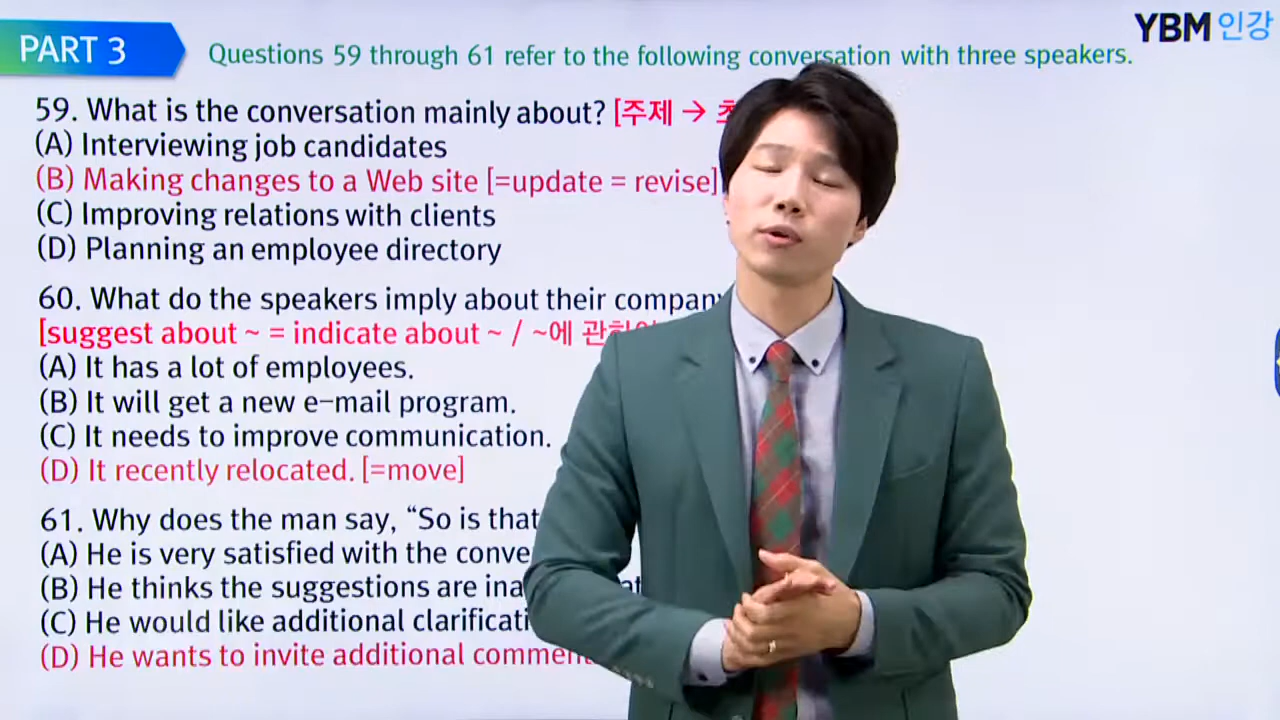 PART 3
Questions 59 through 61 refer to the following conversation with three speakers.
YBM 인강
59. What is the conversation mainly about? [주제 →
(A) Interviewing job candidates
(B) Making changes to a Web site [=update = revise]
(C) Improving relations with clients
(D) Planning an employee directory
60. What do the speakers imply about their company
[suggest about ~ = indicate about ~ / ~에
(A) It has a lot of employees.
(B) It will get a new e-mail program.
(C) It needs to improve communication.
(D) It recently relocated. [=move]
61. Why does the man say, “So is that
(A) He is very satisfied with the
(B) He thinks the suggestions are
(C) He would like additional
(D) He wants to invite additional